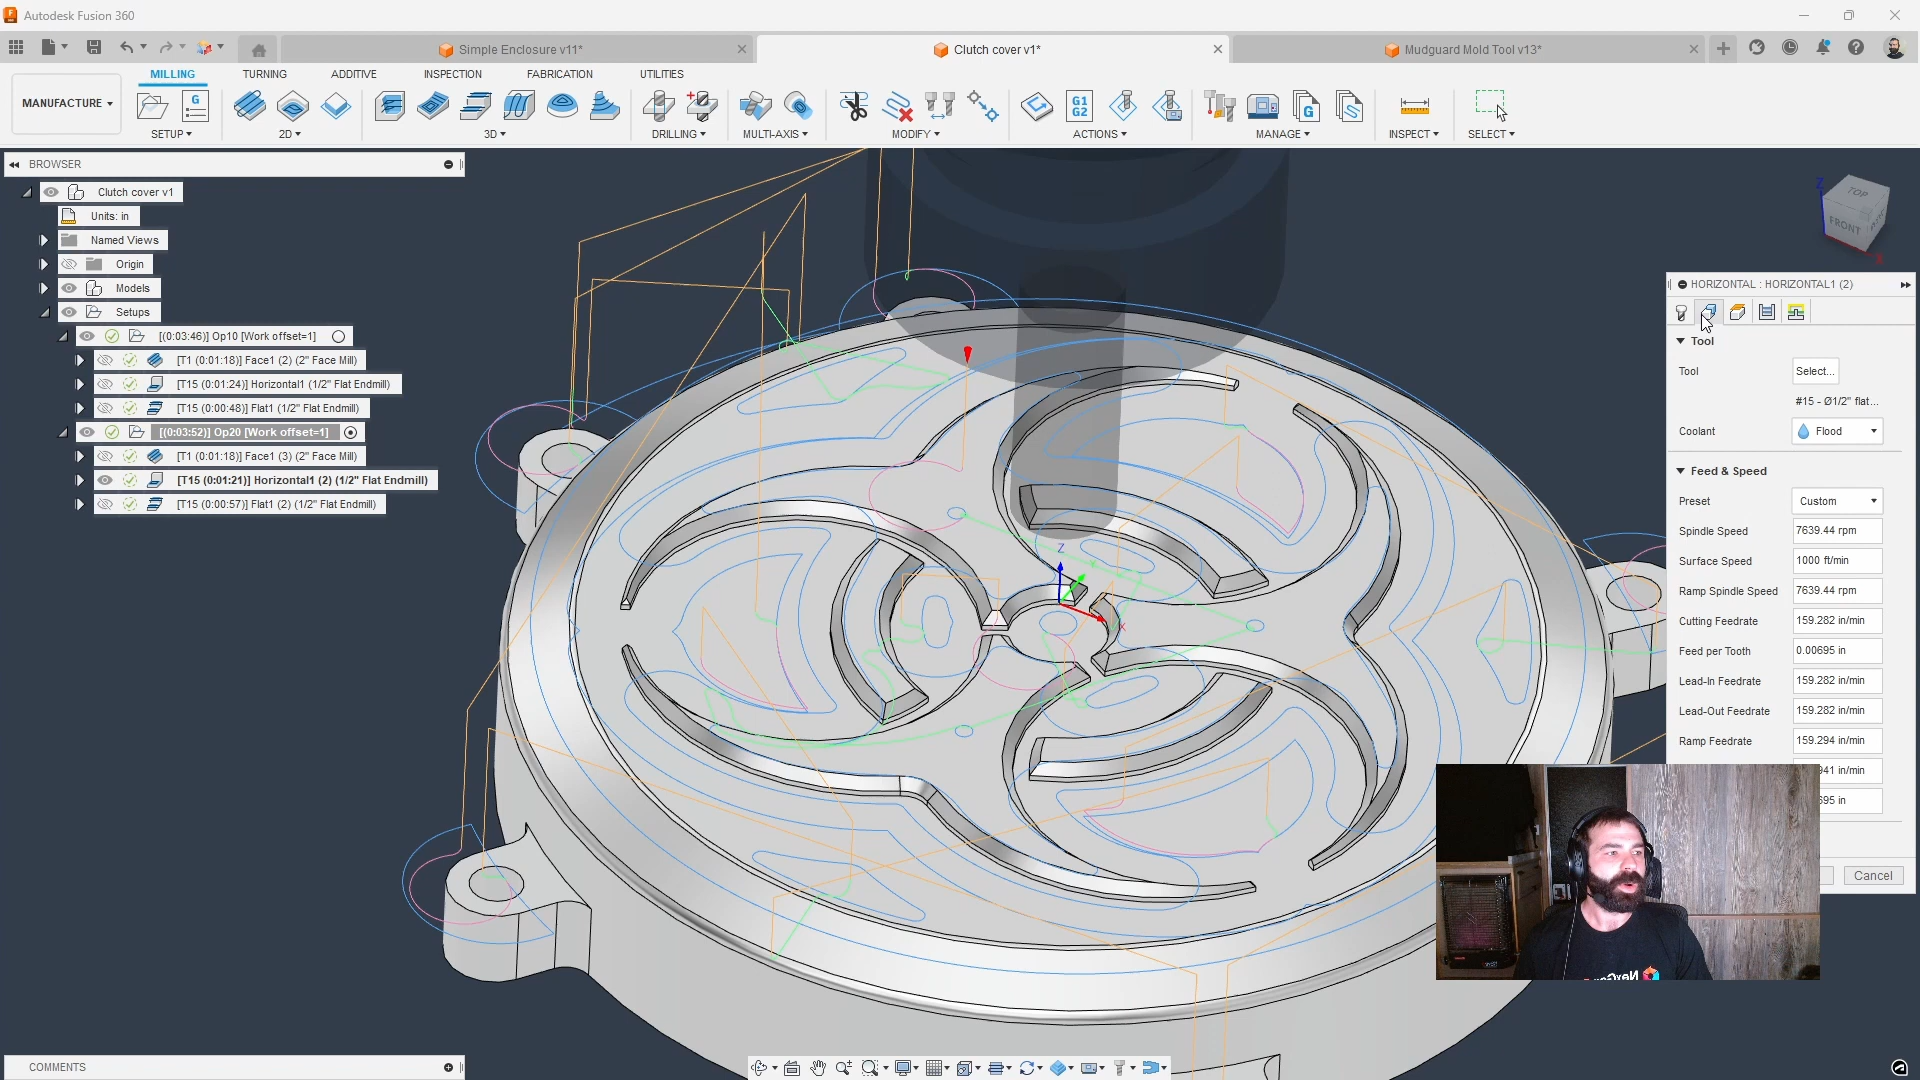 Autodesk Fusion 360
Simple Enclosure v11*
Clutch cover v1*
Mudguard Mold Tool v13*
MILLING TURNING ADDITIVE INSPECTION FABRICATION UTILITIES
MANUFACTURE
G
G1
G2
G
SETUP 2D 3D DRILLING MULTI-AXIS MODIFY ACTIONS MANAGE INSPECT SELECT
BROWSER
Clutch cover v1
Units: in
Named Views
Origin
Models
Setups
[(0:03:46)] Op10 [Work offset=1]
[T1 (0:01:18)] Face1 (2) (2" Face Mill)
[T15 (0:01:24)] Horizontal1 (1/2" Flat Endmill)
[T15 (0:00:48)] Flat1 (1/2" Flat Endmill)
[(0:03:52)] Op20 [Work offset=1]
[T1 (0:01:18)] Face1 (3) (2" Face Mill)
[T15 (0:01:21)] Horizontal1 (2) (1/2" Flat Endmill)
[T15 (0:00:57)] Flat1 (2) (1/2" Flat Endmill)
Z
Y
X
Z
TOP
FRONT
X
HORIZONTAL : HORIZONTAL1 (2)
Tool
Tool Select...
#15 - Ø1/2" flat...
Coolant Flood
Feed & Speed
Preset Custom
Spindle Speed 7639.44 rpm
Surface Speed 1000 ft/min
Ramp Spindle Speed 7639.44 rpm
Cutting Feedrate 159.282 in/min
Feed per Tooth 0.00695 in
Lead-In Feedrate 159.282 in/min
Lead-Out Feedrate 159.282 in/min
Ramp Feedrate 159.294 in/min
941 in/min
695 in
Cancel
COMMENTS